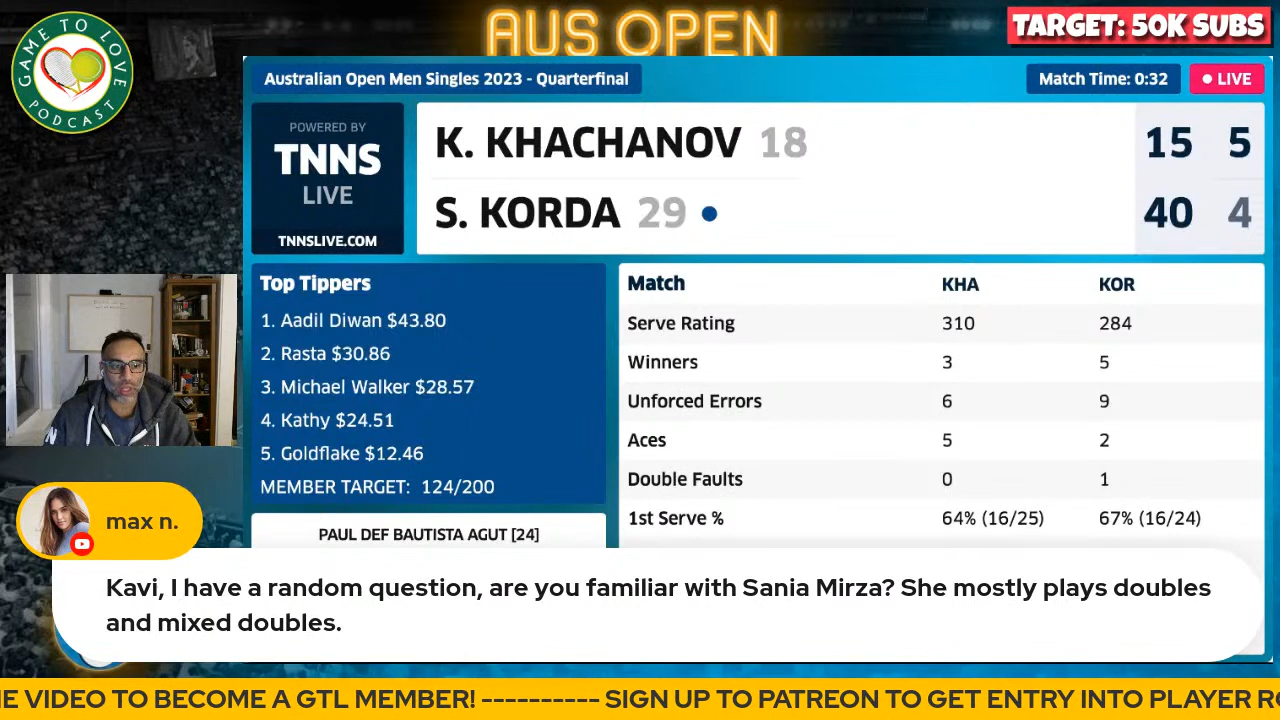 AUS OPEN
TARGET: 50K SUBS
GAME TO LOVE
PODCAST
Australian Open Men Singles 2023 - Quarterfinal
Match Time: 0:32
LIVE
POWERED BY
TNNS
LIVE
TNNSLIVE.COM
K. KHACHANOV 18 15 5
S. KORDA 29 40 4
Top Tippers
1. Aadil Diwan $43.80
2. Rasta $30.86
3. Michael Walker $28.57
4. Kathy $24.51
5. Goldflake $12.46
MEMBER TARGET: 124/200
PAUL DEF BAUTISTA AGUT [24]
Match KHA KOR
Serve Rating 310 284
Winners 3 5
Unforced Errors 6 9
Aces 5 2
Double Faults 0 1
1st Serve % 64% (16/25) 67% (16/24)
max n.
Kavi, I have a random question, are you familiar with Sania Mirza? She mostly plays doubles
and mixed doubles.
E VIDEO TO BECOME A GTL MEMBER! ---------- SIGN UP TO PATREON TO GET ENTRY INTO PLAYER RO